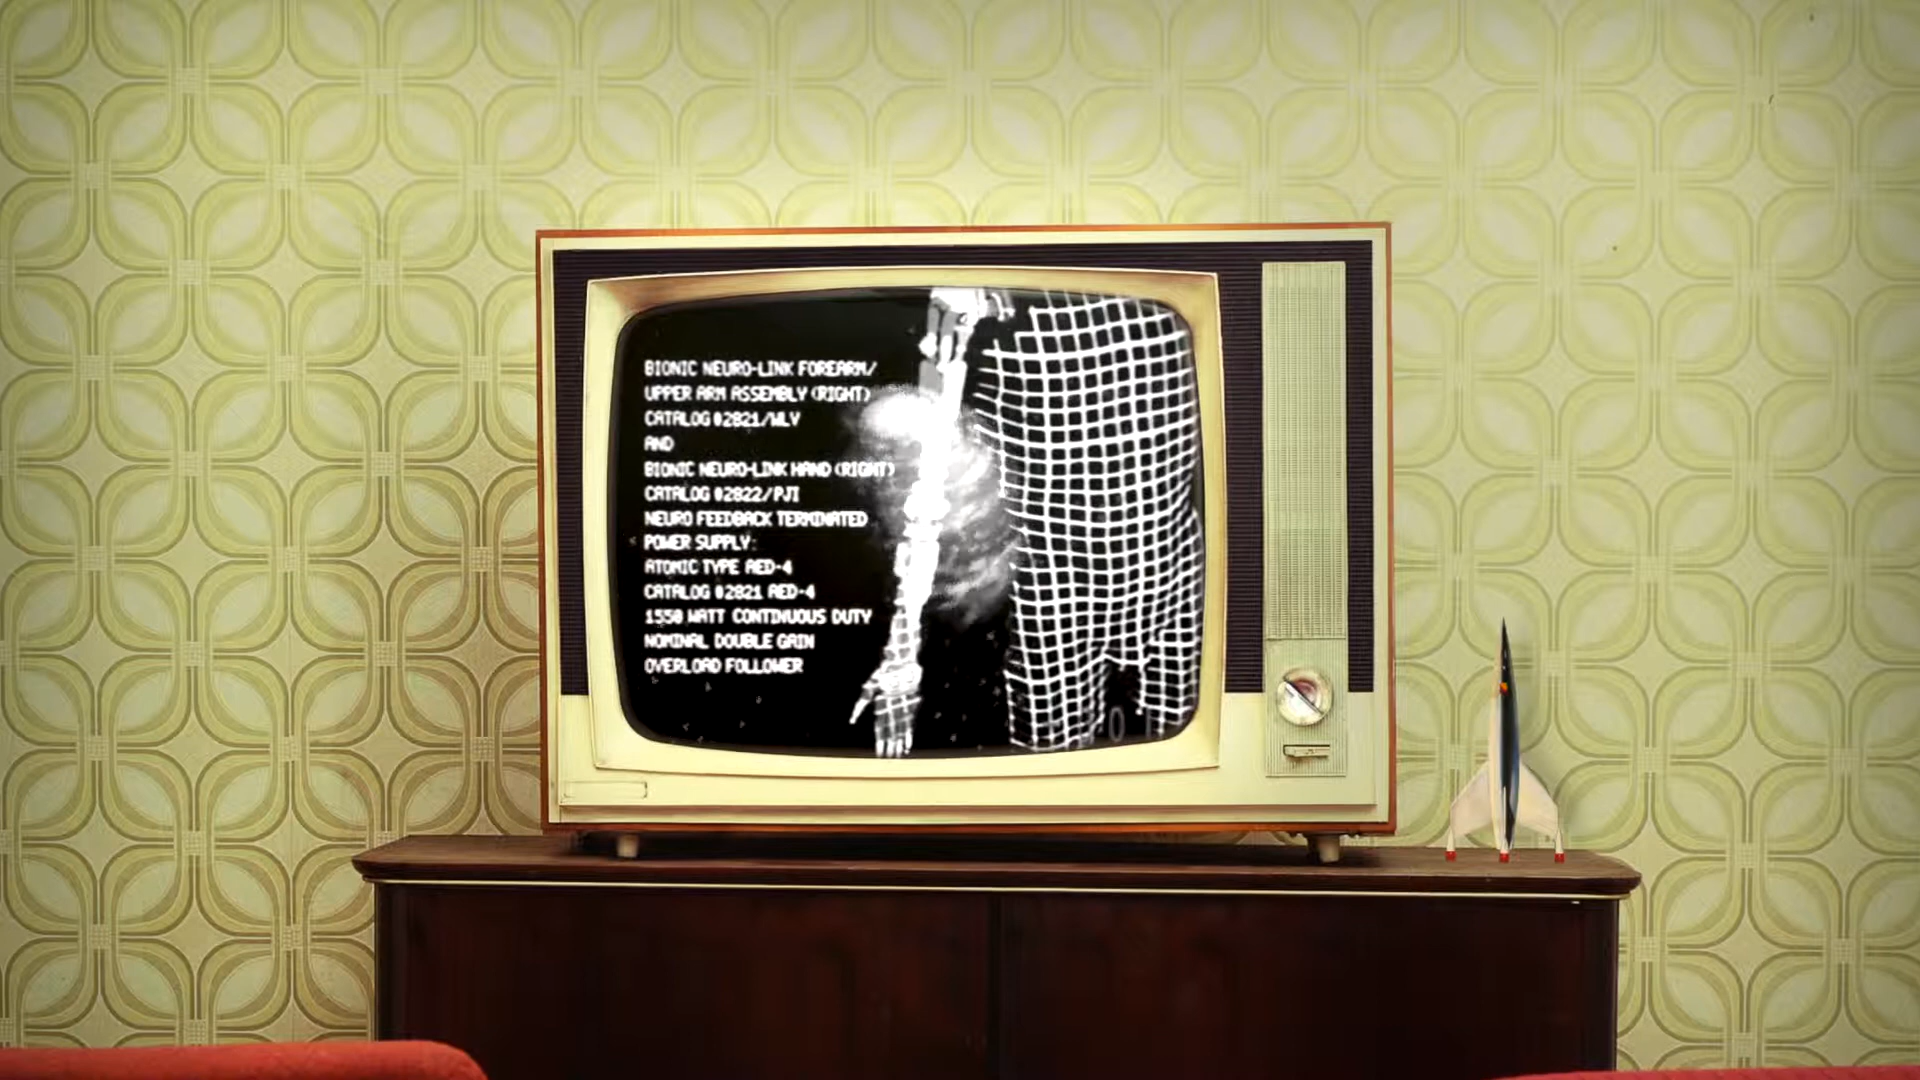 BIONIC NEURO-LINK FOREARM/
UPPER ARM ASSEMBLY (RIGHT)
CATALOG #2821/WLV
AND
BIONIC NEURO-LINK HAND (RIGHT)
CATALOG #2822/PJI
NEURO FEEDBACK TERMINATED
POWER SUPPLY:
ATOMIC TYPE AED-4
CATALOG #2821 AED-4
1550 WATT CONTINUOUS DUTY
NOMINAL DOUBLE GAIN
OVERLOAD FOLLOWER